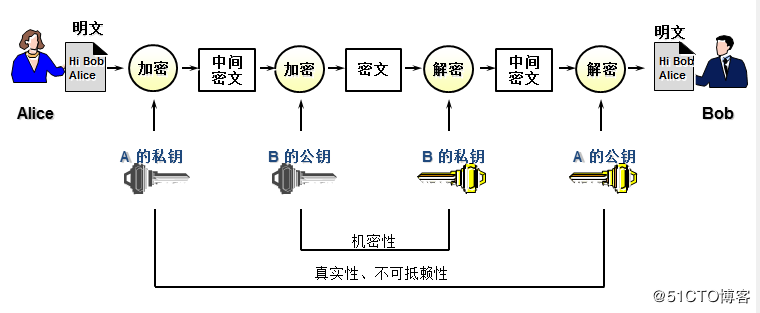 明文
明文
Hi Bob
Alice
加密
中间
密文
加密
密文
解密
中间
密文
解密
Hi Bob
Alice
Alice
Bob
A 的私钥
B 的公钥
B 的私钥
A 的公钥
机密性
真实性、不可抵赖性
@51CTO博客